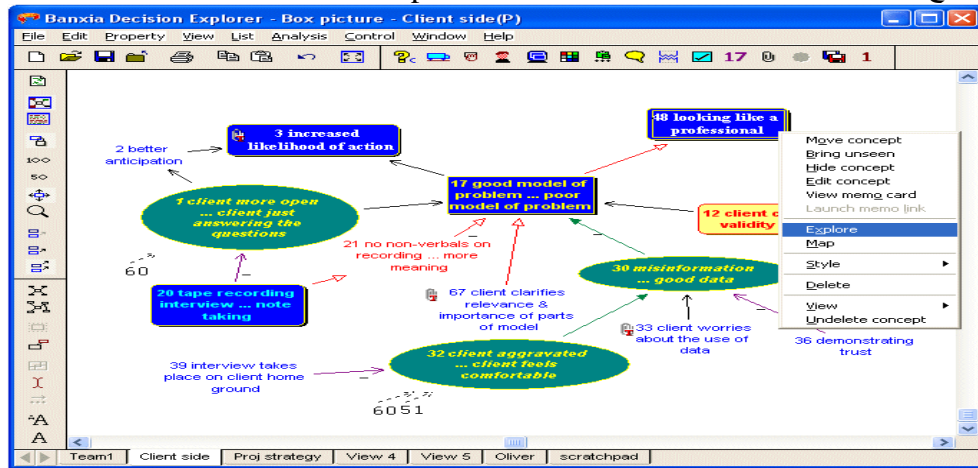 Banxia Decision Explorer - Box picture - Client side(P)
File Edit Property View List Analysis Control Window Help
17 1
100
50
A
A
2 better
anticipation
3 increased
likelihood of action
48 looking like a
professional
1 client more open
... client just
answering the
questions
17 good model of
problem ... poor
model of problem
12 client c
validity
60
20 tape recording
interview ... note
taking
21 no non-verbals on
recording ... more
meaning
67 client clarifies
relevance &
importance of parts
of model
30 misinformation
... good data
33 client worries
about the use of
data
36 demonstrating
trust
39 interview takes
place on client home
ground
32 client aggravated
... client feels
comfortable
60 51
Move concept
Bring unseen
Hide concept
Edit concept
View memo card
Launch memo link
Explore
Map
Style
Delete
View
Undelete concept
Team1 Client side Proj strategy View 4 View 5 Oliver scratchpad